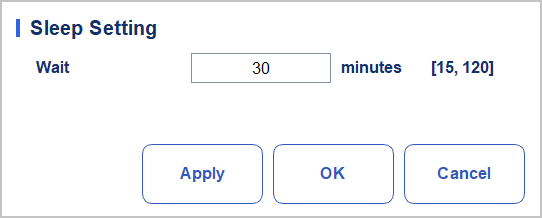 Sleep Setting
Wait 30 minutes [15, 120]
Apply OK Cancel